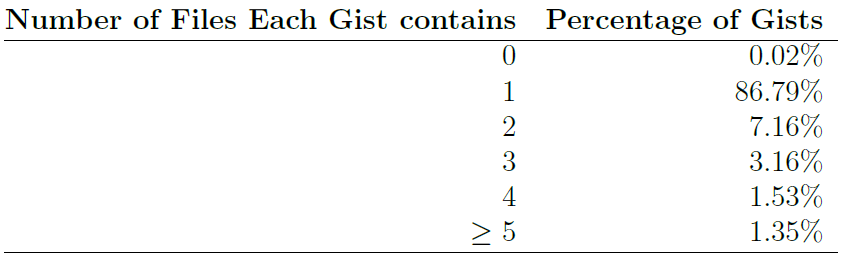 Number of Files Each Gist contains Percentage of Gists
0 0.02%
1 86.79%
2 7.16%
3 3.16%
4 1.53%
≥ 5 1.35%